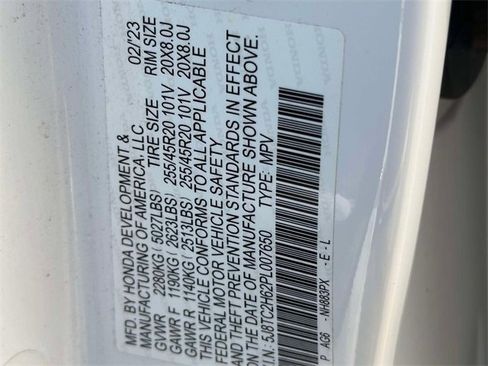 MFD. BY HONDA DEVELOPMENT & 02/23
MANUFACTURING OF AMERICA, LLC
TIRE SIZE RIM SIZE
GVWR 2280KG ( 5027LBS)
GAWR F 1190KG ( 2623LBS) 255/45R20 101V 20X8.0J
GAWR R 1140KG ( 2513LBS) 255/45R20 101V 20X8.0J
THIS VEHICLE CONFORMS TO ALL APPLICABLE
FEDERAL MOTOR VEHICLE SAFETY
AND THEFT PREVENTION STANDARDS IN EFFECT
ON THE DATE OF MANUFACTURE SHOWN ABOVE.
V.I.N.: 5J8TC2H62PL007650 TYPE: MPV
P AG6 -NH883PX -E -L